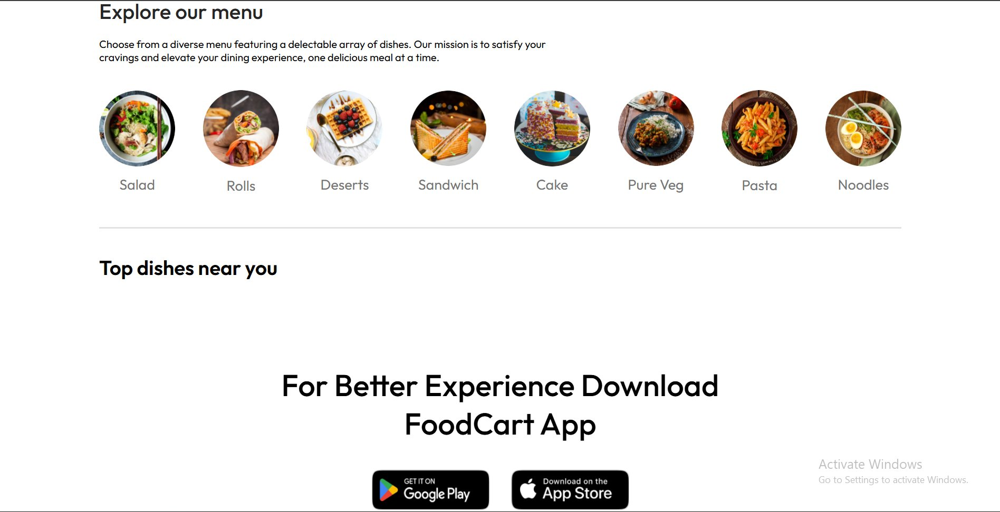 Explore our menu
Choose from a diverse menu featuring a delectable array of dishes. Our mission is to satisfy your
cravings and elevate your dining experience, one delicious meal at a time.
Salad
Rolls
Deserts
Sandwich
Cake
Pure Veg
Pasta
Noodles
Top dishes near you
For Better Experience Download
FoodCart App
GET IT ON
Google Play
Download on the
App Store
Activate Windows
Go to Settings to activate Windows.